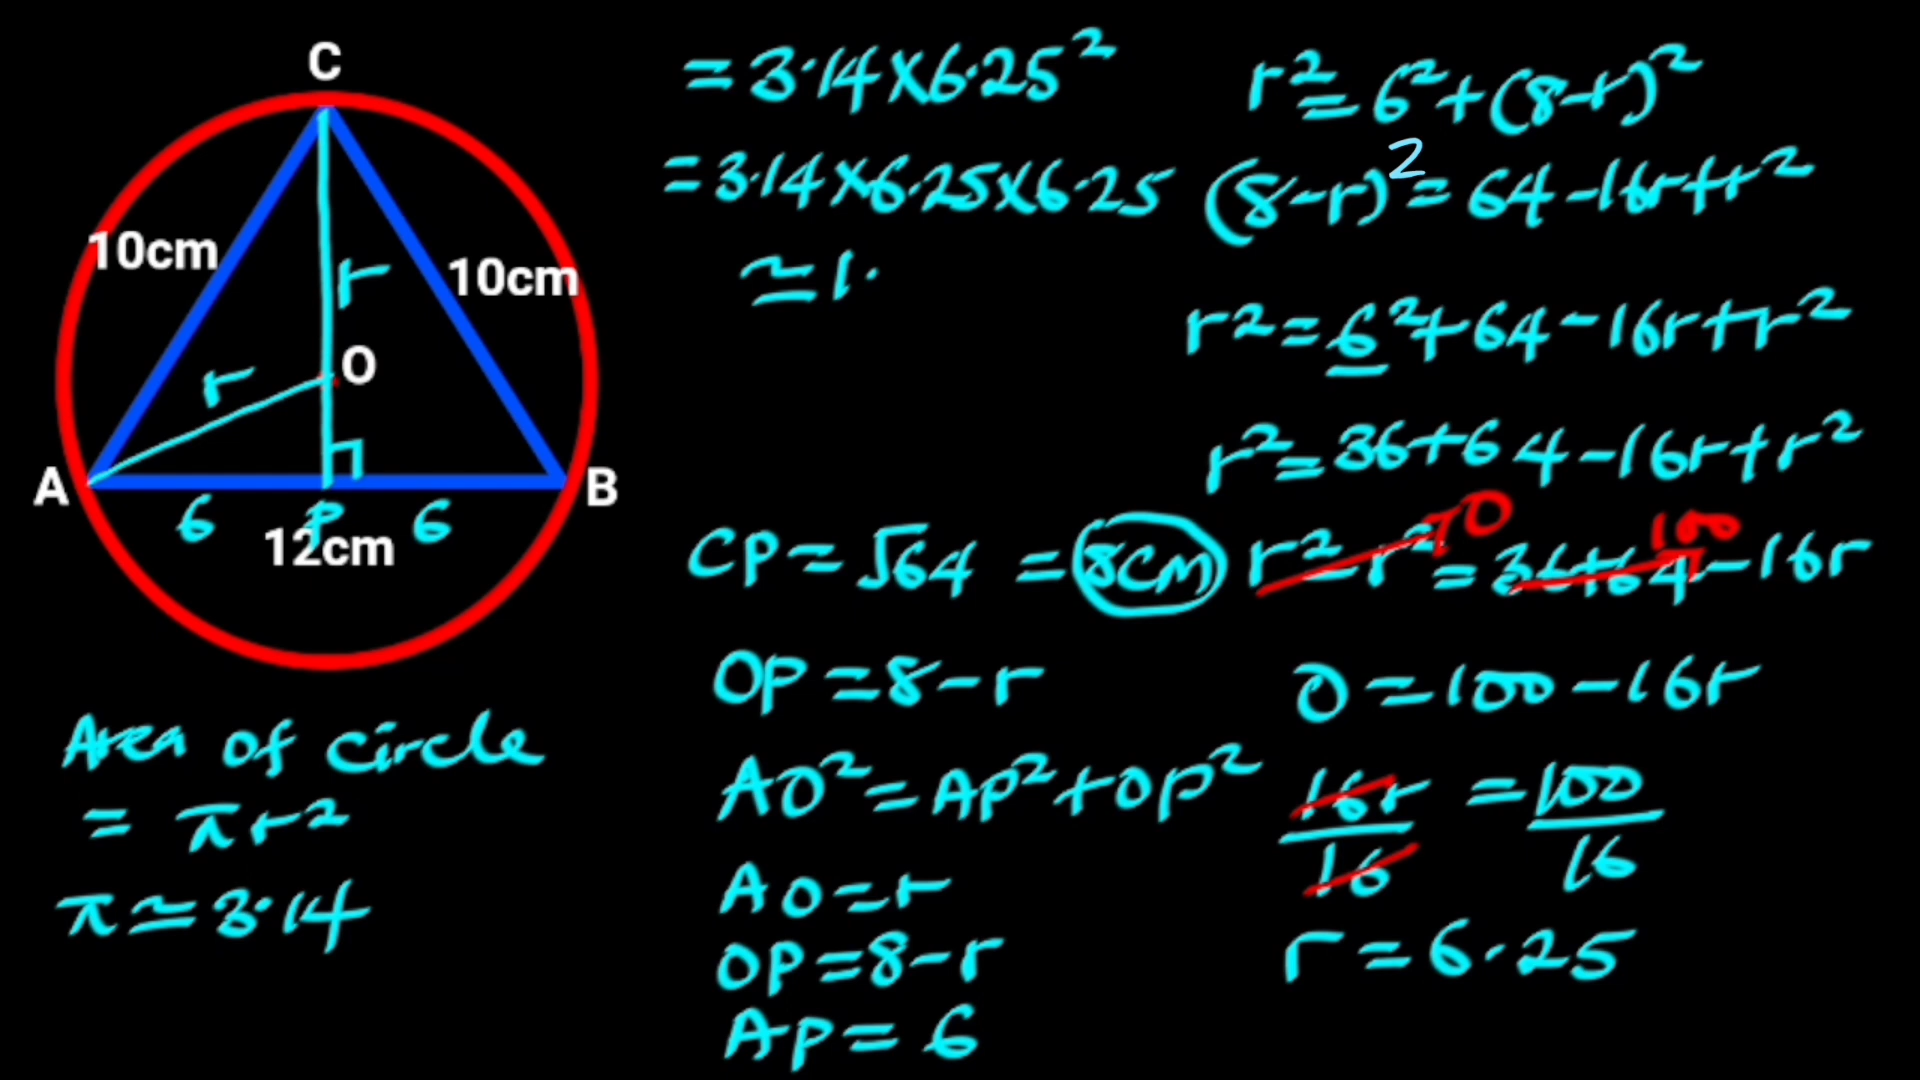 C
10cm
10cm
r
r
O
A
B
6
P
6
12cm
Area of circle
= πr²
π≃3.14
=3.14×6.25²
=3.14×6.25×6.25
≃1.
CP=√64 =8cm
OP=8-r
AO²=AP²+OP²
AO=r
OP=8-r
AP=6
r²=6²+(8-r)²
(8-r)²=64-16r+r²
r²=6²+64-16r+r²
r²=36+64-16r+r²
0
100
r²-r²=36+64-16r
0=100-16r
16r/16=100/16
r=6.25